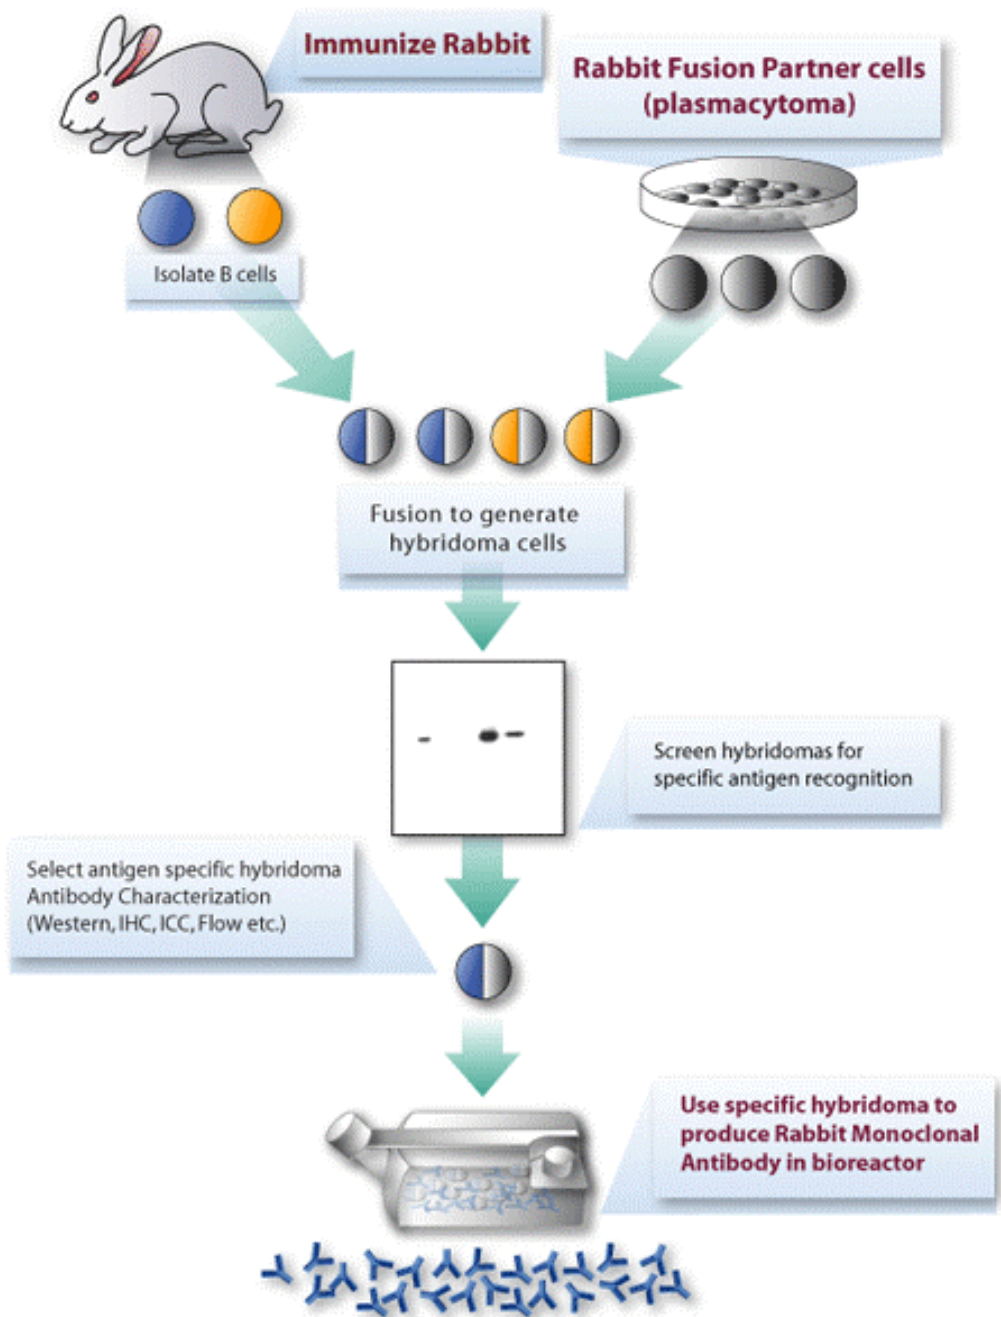 Immunize Rabbit
Rabbit Fusion Partner cells
(plasmacytoma)
Isolate B cells
Fusion to generate
hybridoma cells
Screen hybridomas for
specific antigen recognition
Select antigen specific hybridoma
Antibody Characterization
(Western, IHC, ICC, Flow etc.)
Use specific hybridoma to
produce Rabbit Monoclonal
Antibody in bioreactor